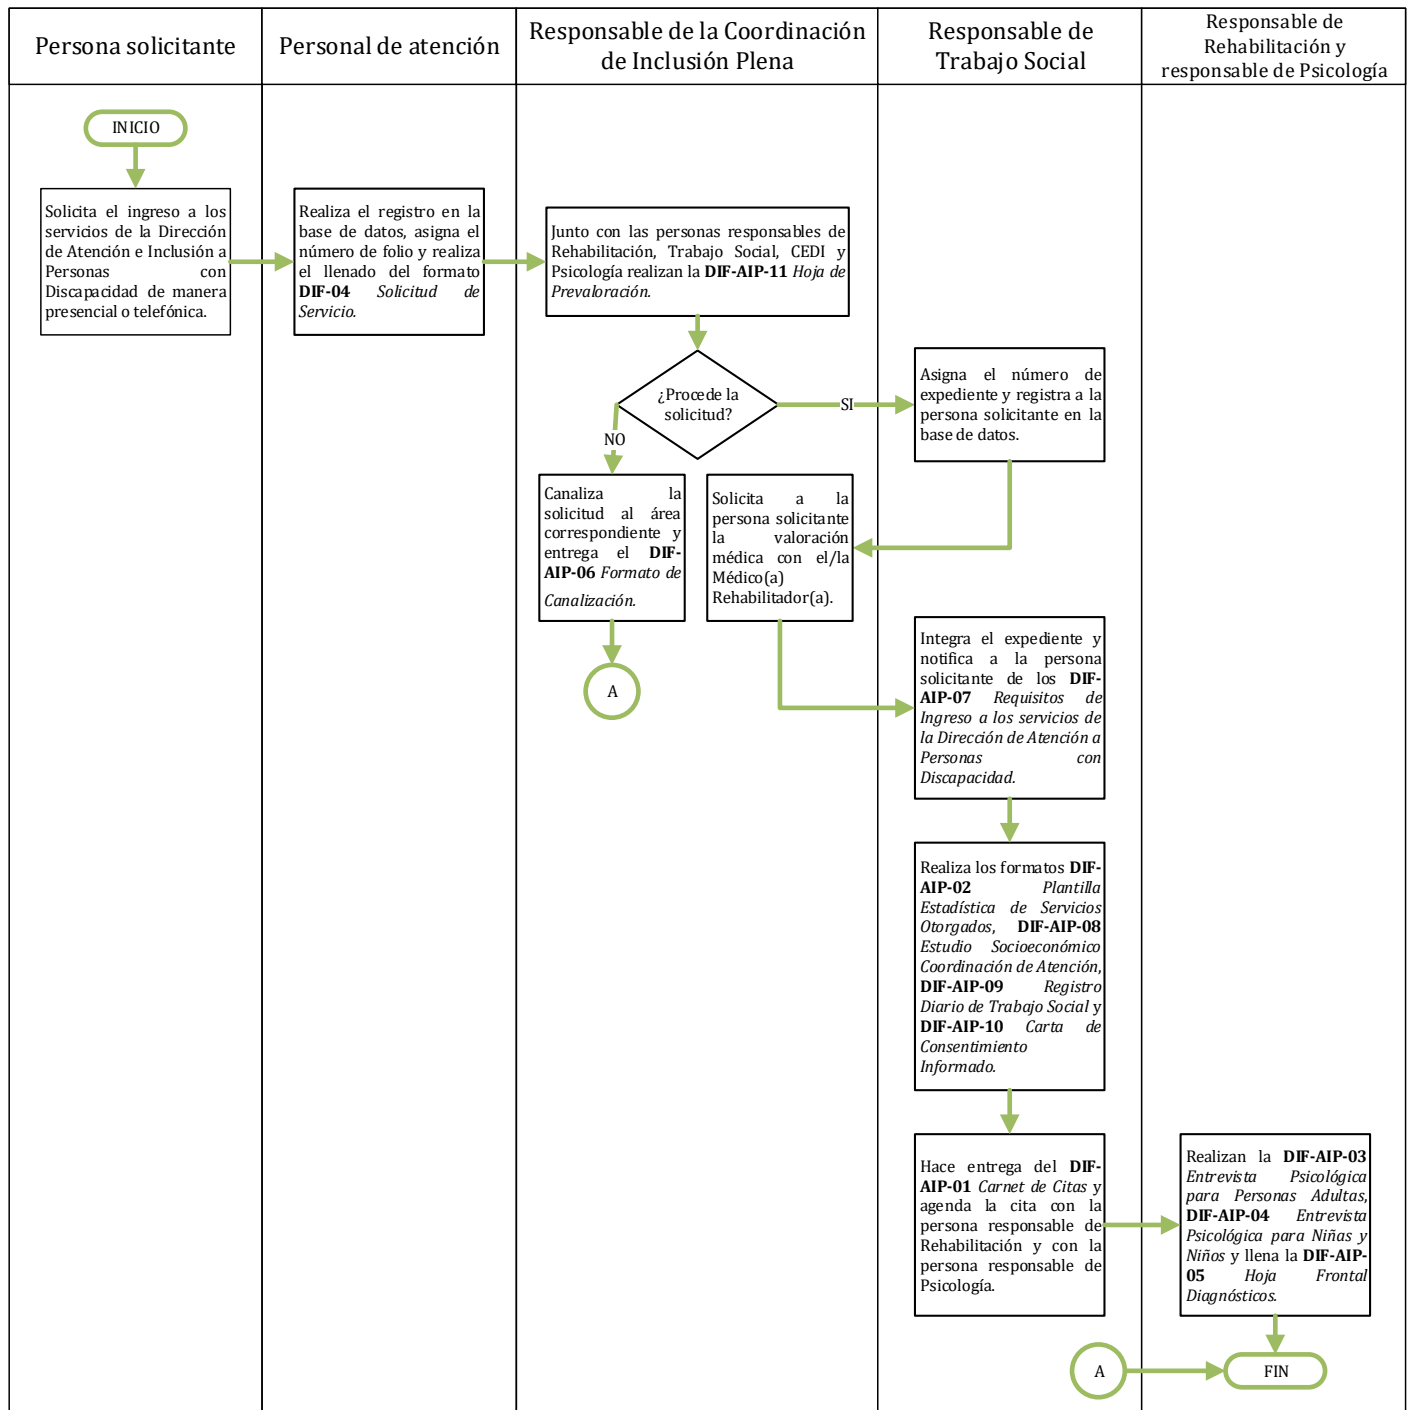 Persona solicitante
Personal de atención
Responsable de la Coordinación
de Inclusión Plena
Responsable de
Trabajo Social
Responsable de
Rehabilitación y
responsable de Psicología
INICIO
Solicita el ingreso a los
servicios de la Dirección
de Atención e Inclusión a
Personas con
Discapacidad de manera
presencial o telefónica.
Realiza el registro en la
base de datos, asigna el
número de folio y realiza
el llenado del formato
DIF-04 Solicitud de
Servicio.
Junto con las personas responsables de
Rehabilitación, Trabajo Social, CEDI y
Psicología realizan la DIF-AIP-11 Hoja de
Prevaloración.
¿Procede la
solicitud?
SI
NO
Asigna el número de
expediente y registra a la
persona solicitante en la
base de datos.
Canaliza la
solicitud al área
correspondiente y
entrega el DIF-
AIP-06 Formato de
Canalización.
Solicita a la
persona solicitante
la valoración
médica con el/la
Médico(a)
Rehabilitador(a).
A
Integra el expediente y
notifica a la persona
solicitante de los DIF-
AIP-07 Requisitos de
Ingreso a los servicios de
la Dirección de Atención a
Personas con
Discapacidad.
Realiza los formatos DIF-
AIP-02 Plantilla
Estadística de Servicios
Otorgados, DIF-AIP-08
Estudio Socioeconómico
Coordinación de Atención,
DIF-AIP-09 Registro
Diario de Trabajo Social y
DIF-AIP-10 Carta de
Consentimiento
Informado.
Hace entrega del DIF-
AIP-01 Carnet de Citas y
agenda la cita con la
persona responsable de
Rehabilitación y con la
persona responsable de
Psicología.
Realizan la DIF-AIP-03
Entrevista Psicológica
para Personas Adultas,
DIF-AIP-04 Entrevista
Psicológica para Niñas y
Niños y llena la DIF-AIP-
05 Hoja Frontal
Diagnósticos.
A
FIN